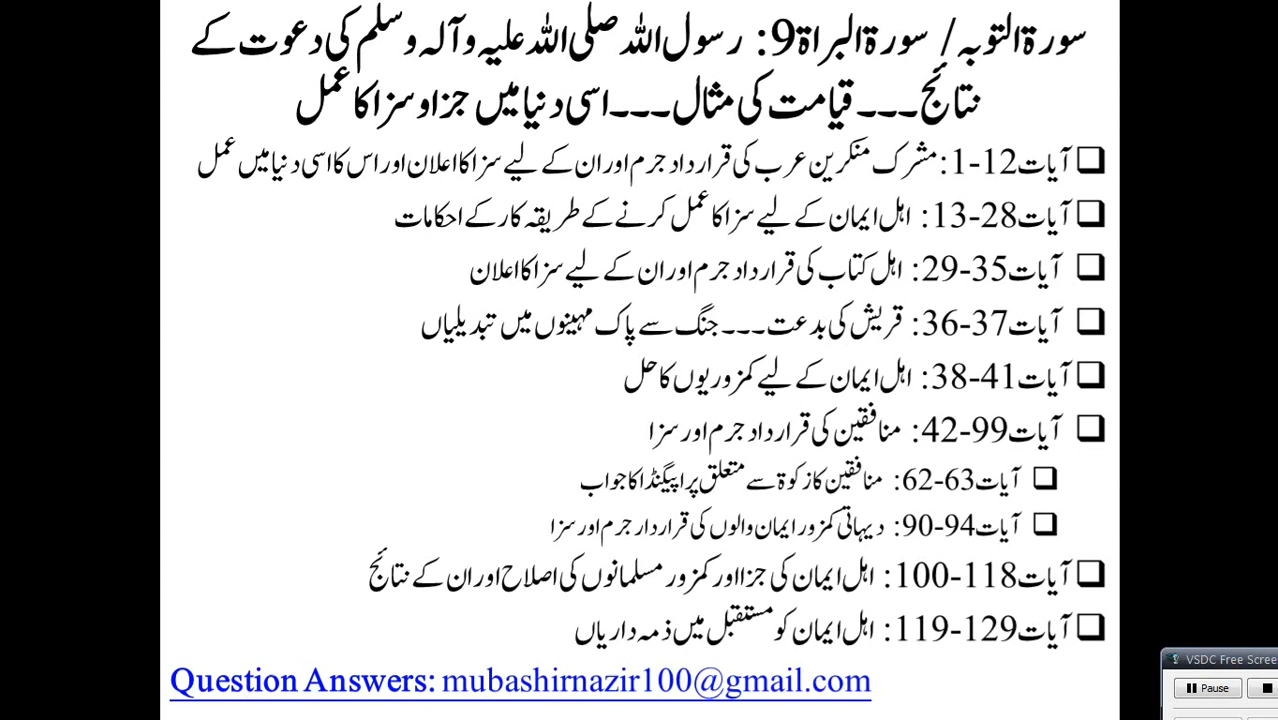 سورۃ التوبہ / سورۃ البراۃ 9: رسول اللہ صلی اللہ علیہ وآلہ وسلم کی دعوت کے
نتائج۔۔۔ قیامت کی مثال۔۔۔ اسی دنیا میں جزا و سزا کا عمل
آیات 1-12: مشرک منکرین عرب کی قرارداد جرم اور ان کے لیے سزا کا اعلان اور اس کا اسی دنیا میں عمل
آیات 13-28: اہل ایمان کے لیے سزا کا عمل کرنے کے طریقہ کار کے احکامات
آیات 29-35: اہل کتاب کی قرارداد جرم اور ان کے لیے سزا کا اعلان
آیات 36-37: قریش کی بدعت۔۔۔ جنگ سے پاک مہینوں میں تبدیلیاں
آیات 38-41: اہل ایمان کے لیے کمزوریوں کا حل
آیات 42-99: منافقین کی قرارداد جرم اور سزا
آیات 62-63: منافقین کا زکوۃ سے متعلق پراپیگنڈا کا جواب
آیات 90-94: دیہاتی کمزور ایمان والوں کی قراردار جرم اور سزا
آیات 100-118: اہل ایمان کی جزا اور کمزور مسلمانوں کی اصلاح اور ان کے نتائج
آیات 119-129: اہل ایمان کو مستقبل میں ذمہ داریاں
Question Answers: mubashirnazir100@gmail.com
VSDC Free Scree
Pause